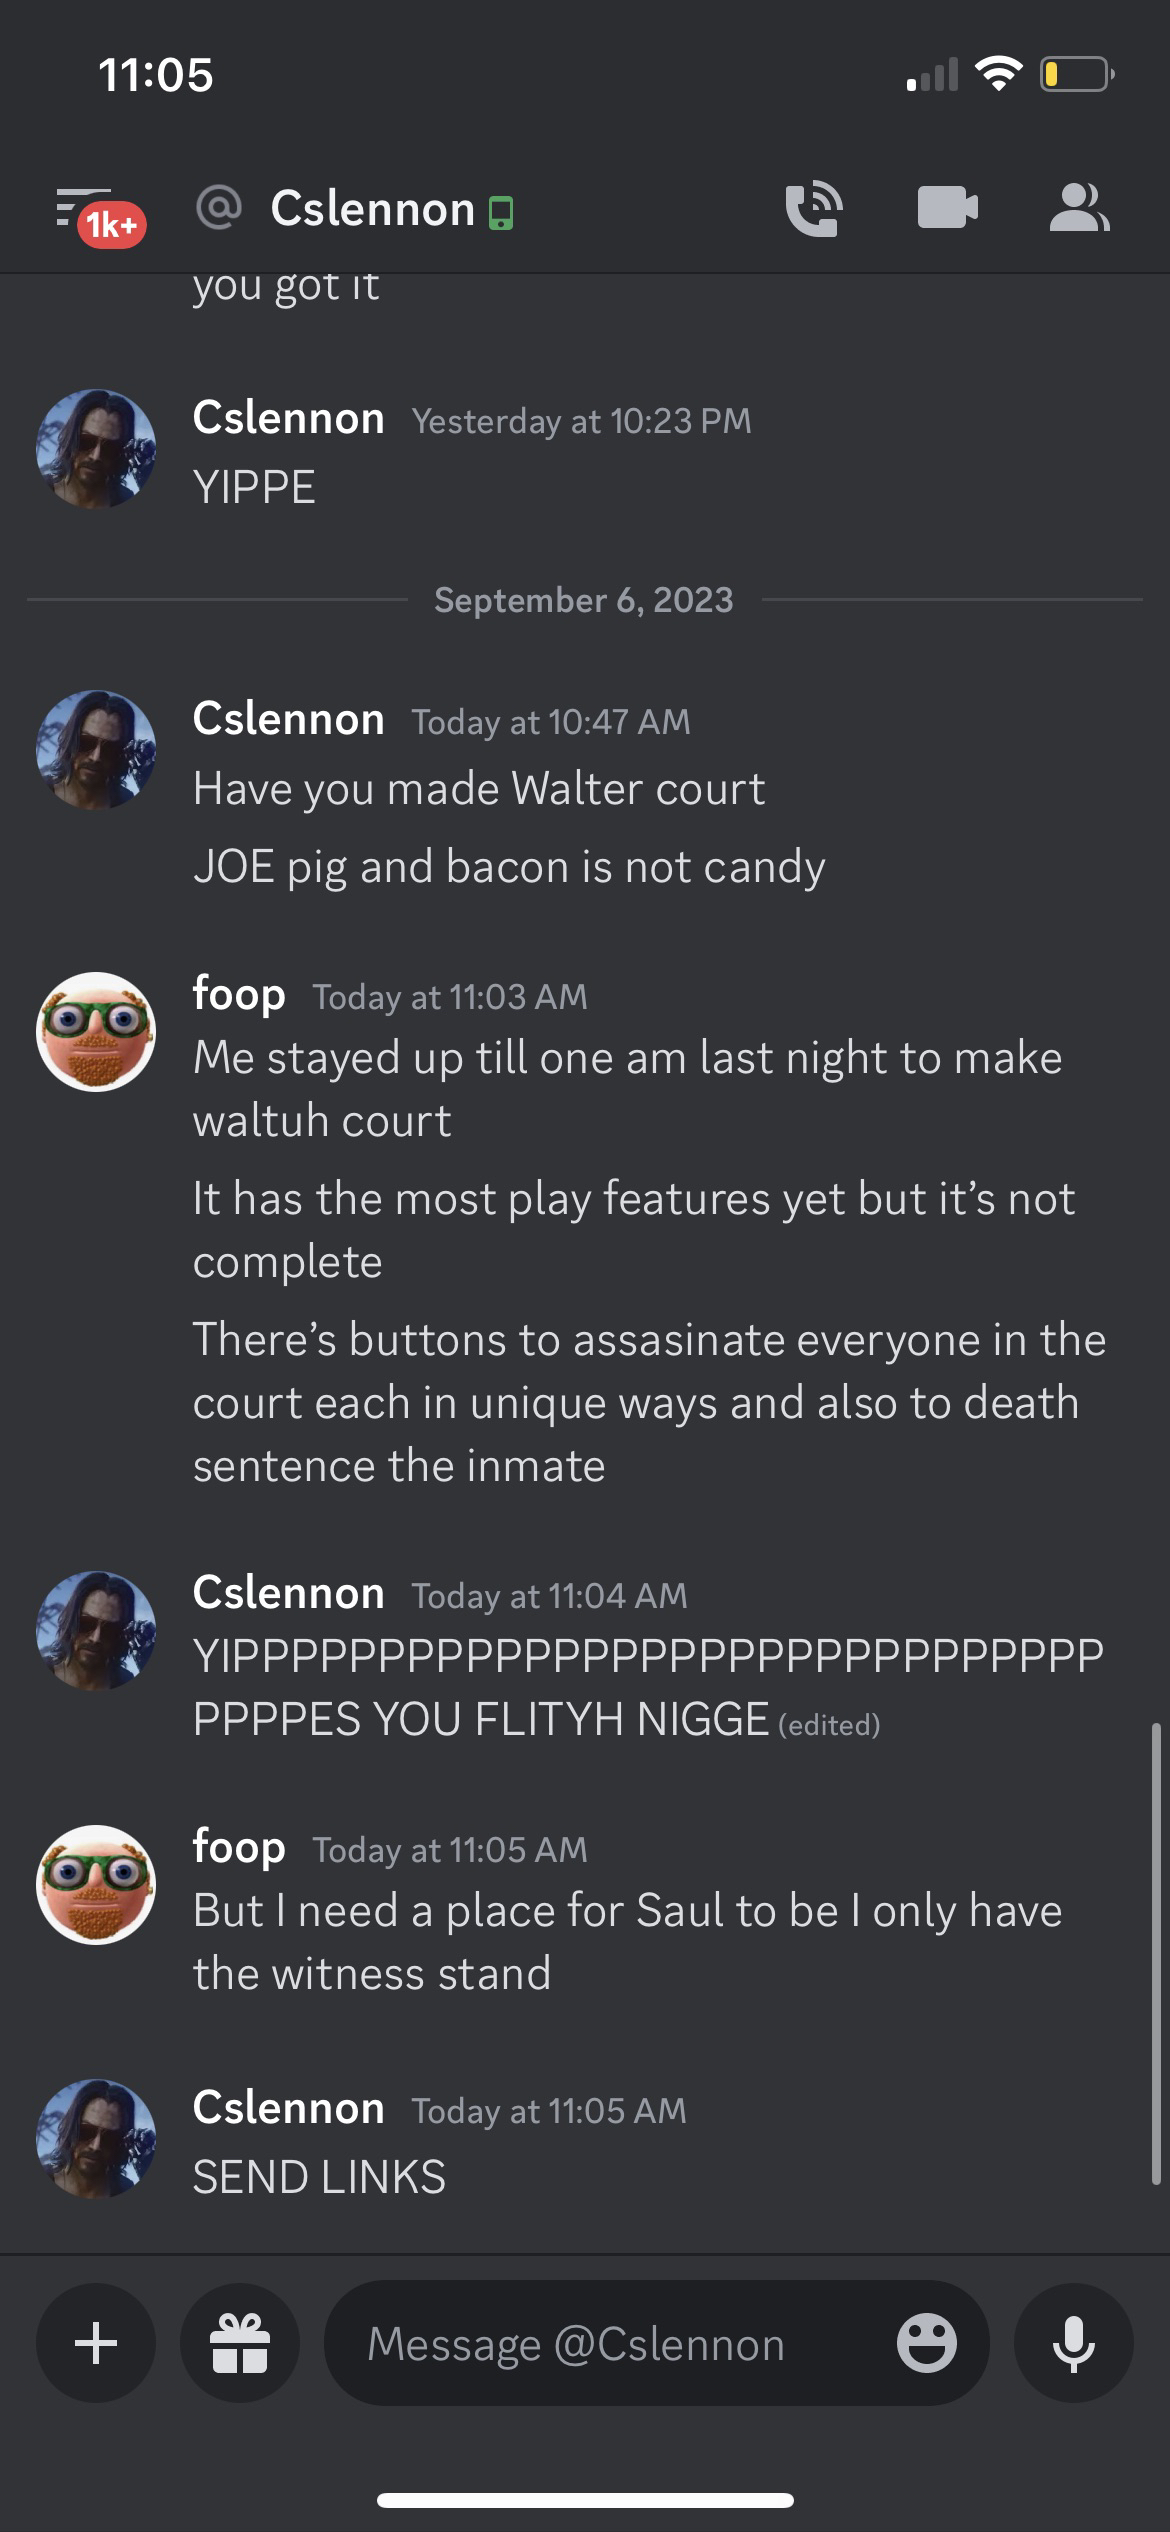 11:05
1k+
@ Cslennon
you got it
Cslennon Yesterday at 10:23 PM
YIPPE
September 6, 2023
Cslennon Today at 10:47 AM
Have you made Walter court
JOE pig and bacon is not candy
foop Today at 11:03 AM
Me stayed up till one am last night to make
waltuh court
It has the most play features yet but it’s not
complete
There’s buttons to assasinate everyone in the
court each in unique ways and also to death
sentence the inmate
Cslennon Today at 11:04 AM
YIPPPPPPPPPPPPPPPPPPPPPPPPPPPPPP
PPPPPES YOU FLITYH NIGGE (edited)
foop Today at 11:05 AM
But I need a place for Saul to be I only have
the witness stand
Cslennon Today at 11:05 AM
SEND LINKS
Message @Cslennon